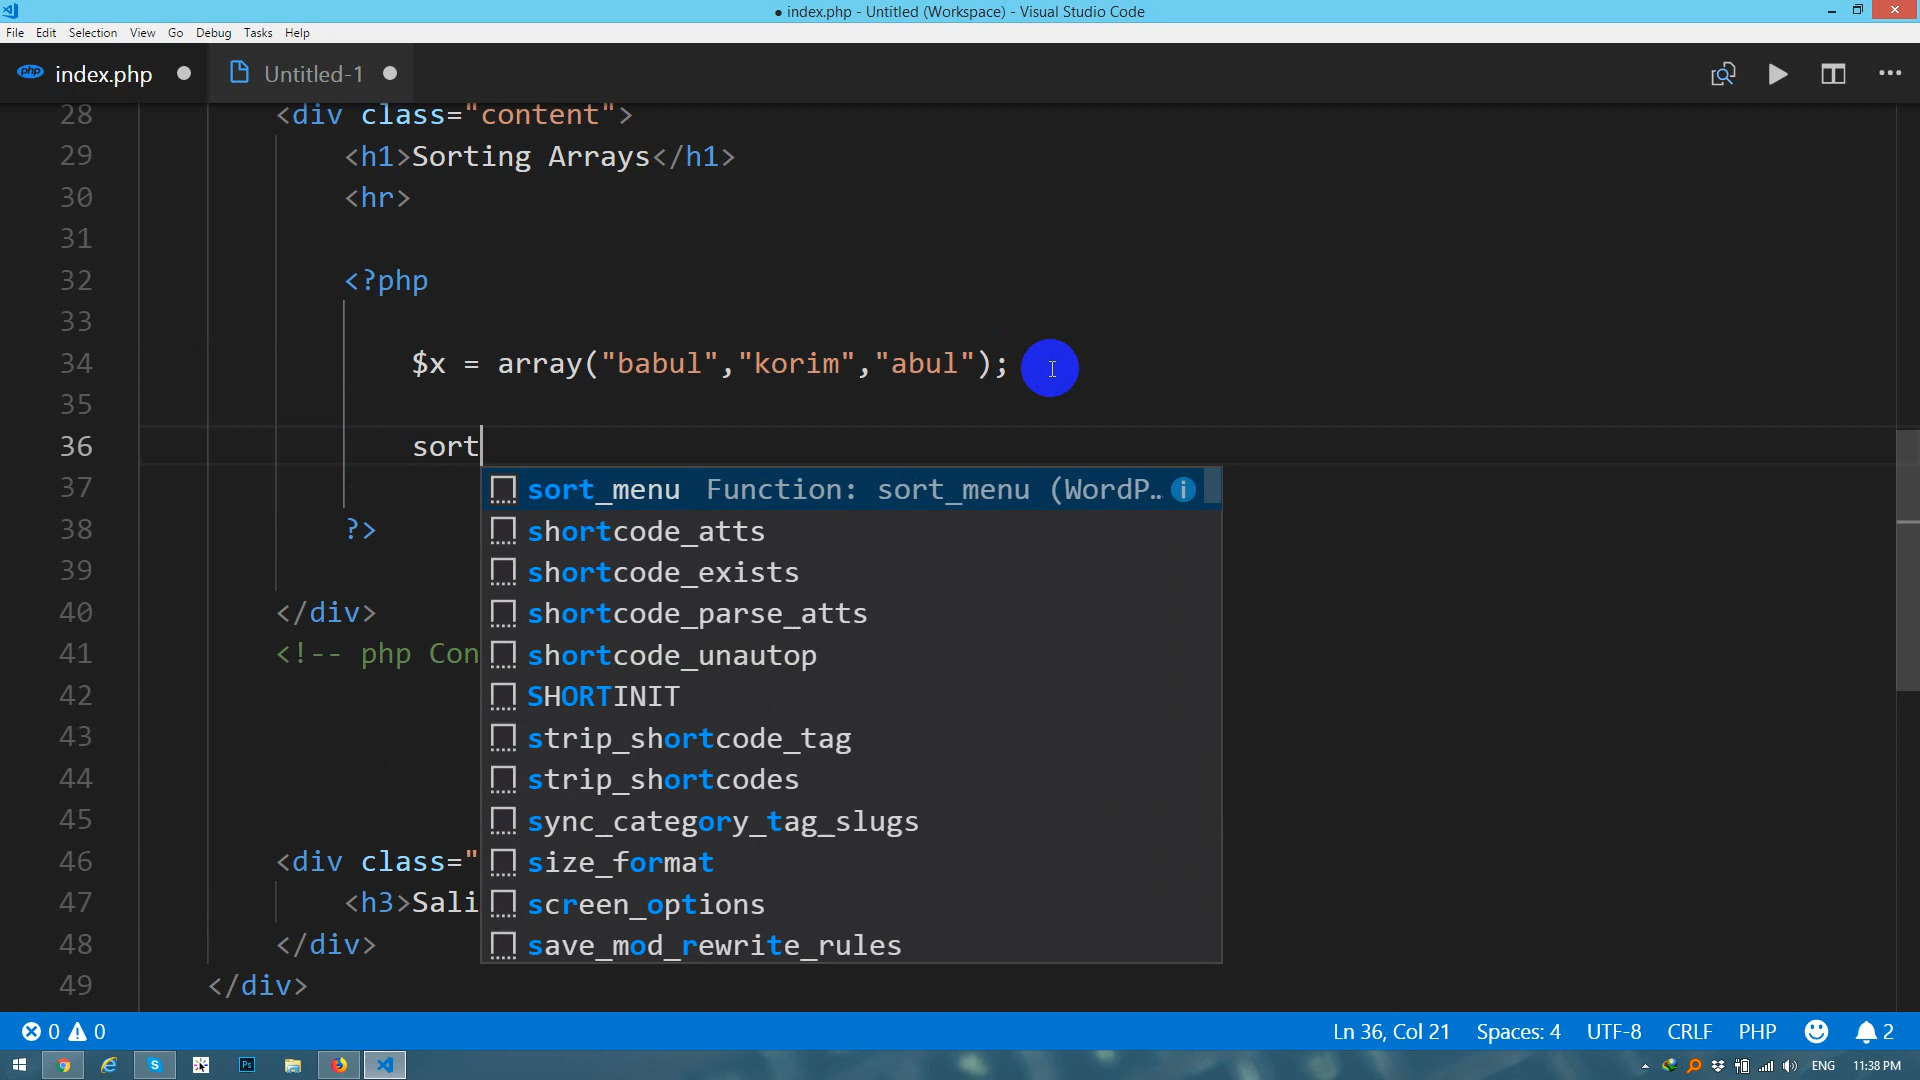 ● index.php - Untitled (Workspace) - Visual Studio Code
File Edit Selection View Go Debug Tasks Help
php index.php ● Untitled-1 ●
28 <div class="content">
29 <h1>Sorting Arrays</h1>
30 <hr>
31
32 <?php
33
34 $x = array("babul","korim","abul");
35
36 sort
37 sort_menu Function: sort_menu (WordP…
38 ?> shortcode_atts
39 shortcode_exists
40 </div> shortcode_parse_atts
41 <!-- php Con shortcode_unautop
42 SHORTINIT
43 strip_shortcode_tag
44 strip_shortcodes
45 sync_category_tag_slugs
46 <div class=" size_format
47 <h3>Sali screen_options
48 </div> save_mod_rewrite_rules
49 </div>
0 0 Ln 36, Col 21 Spaces: 4 UTF-8 CRLF PHP 2
Ps ENG 11:38 PM